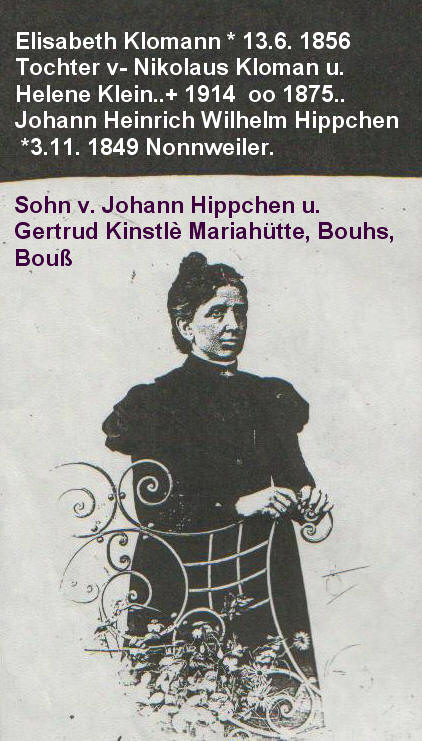 Elisabeth Klomann * 13.6. 1856
Tochter v- Nikolaus Kloman u.
Helene Klein..+ 1914 oo 1875..
Johann Heinrich Wilhelm Hippchen
*3.11. 1849 Nonnweiler.
Sohn v. Johann Hippchen u.
Gertrud Kinstlè Mariahütte, Bouhs,
Bouß